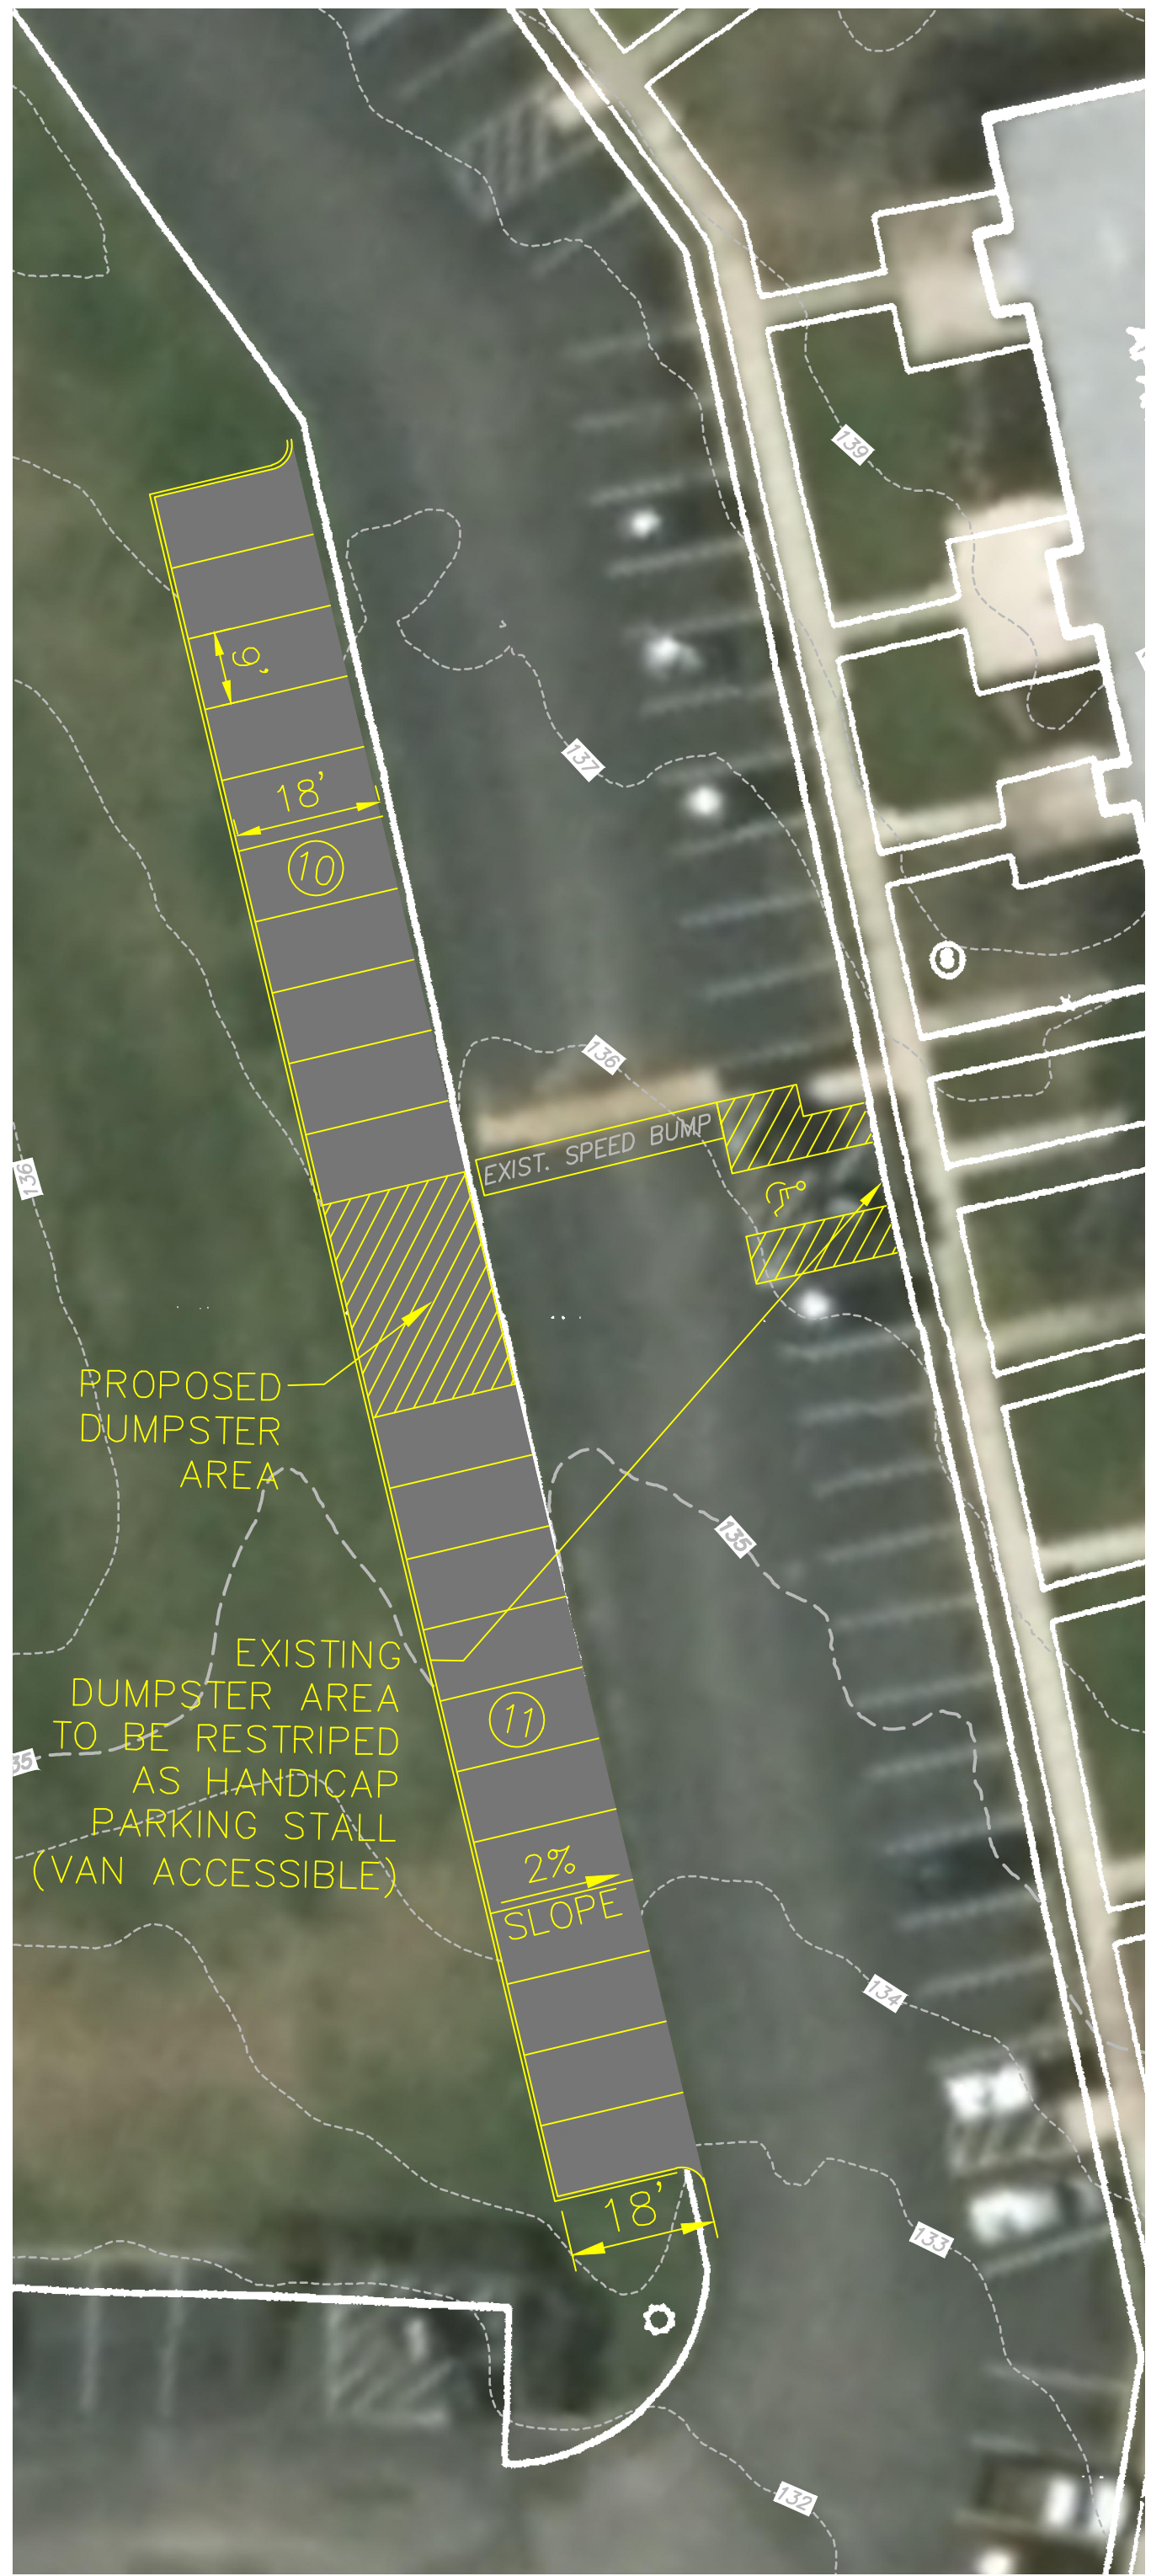 139
9'
137
18'
10
136
EXIST. SPEED BUMP
136
PROPOSED
DUMPSTER
AREA
135
EXISTING
DUMPSTER AREA
TO BE RESTRIPED
AS HANDICAP
PARKING STALL
(VAN ACCESSIBLE)
11
35
2%
SLOPE
134
18'
133
132